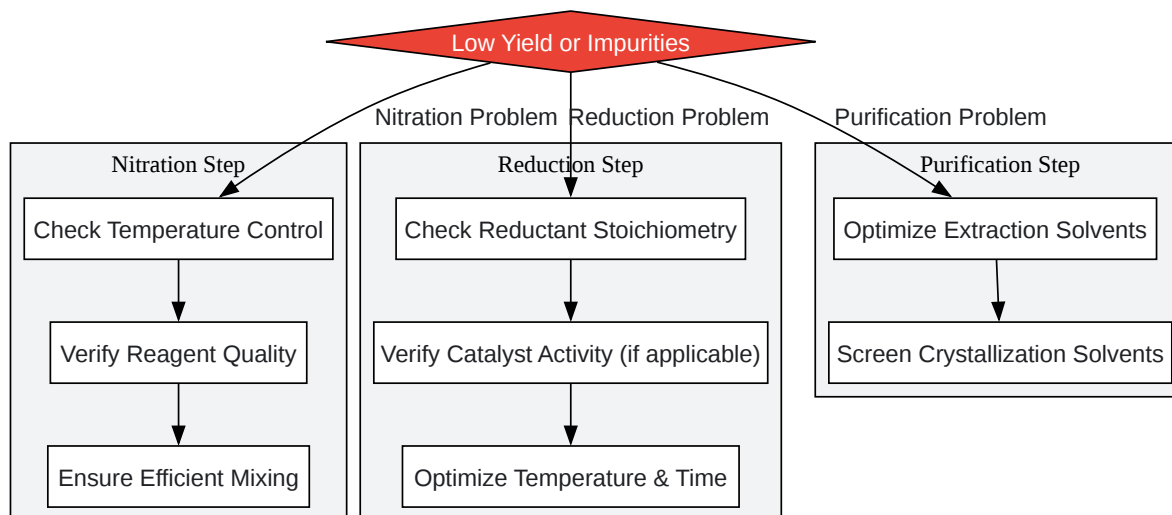 Low Yield or Impurities
Nitration Problem
Reduction Problem
Purification Problem
Nitration Step
Check Temperature Control
Verify Reagent Quality
Ensure Efficient Mixing
Reduction Step
Check Reductant Stoichiometry
Verify Catalyst Activity (if applicable)
Optimize Temperature & Time
Purification Step
Optimize Extraction Solvents
Screen Crystallization Solvents